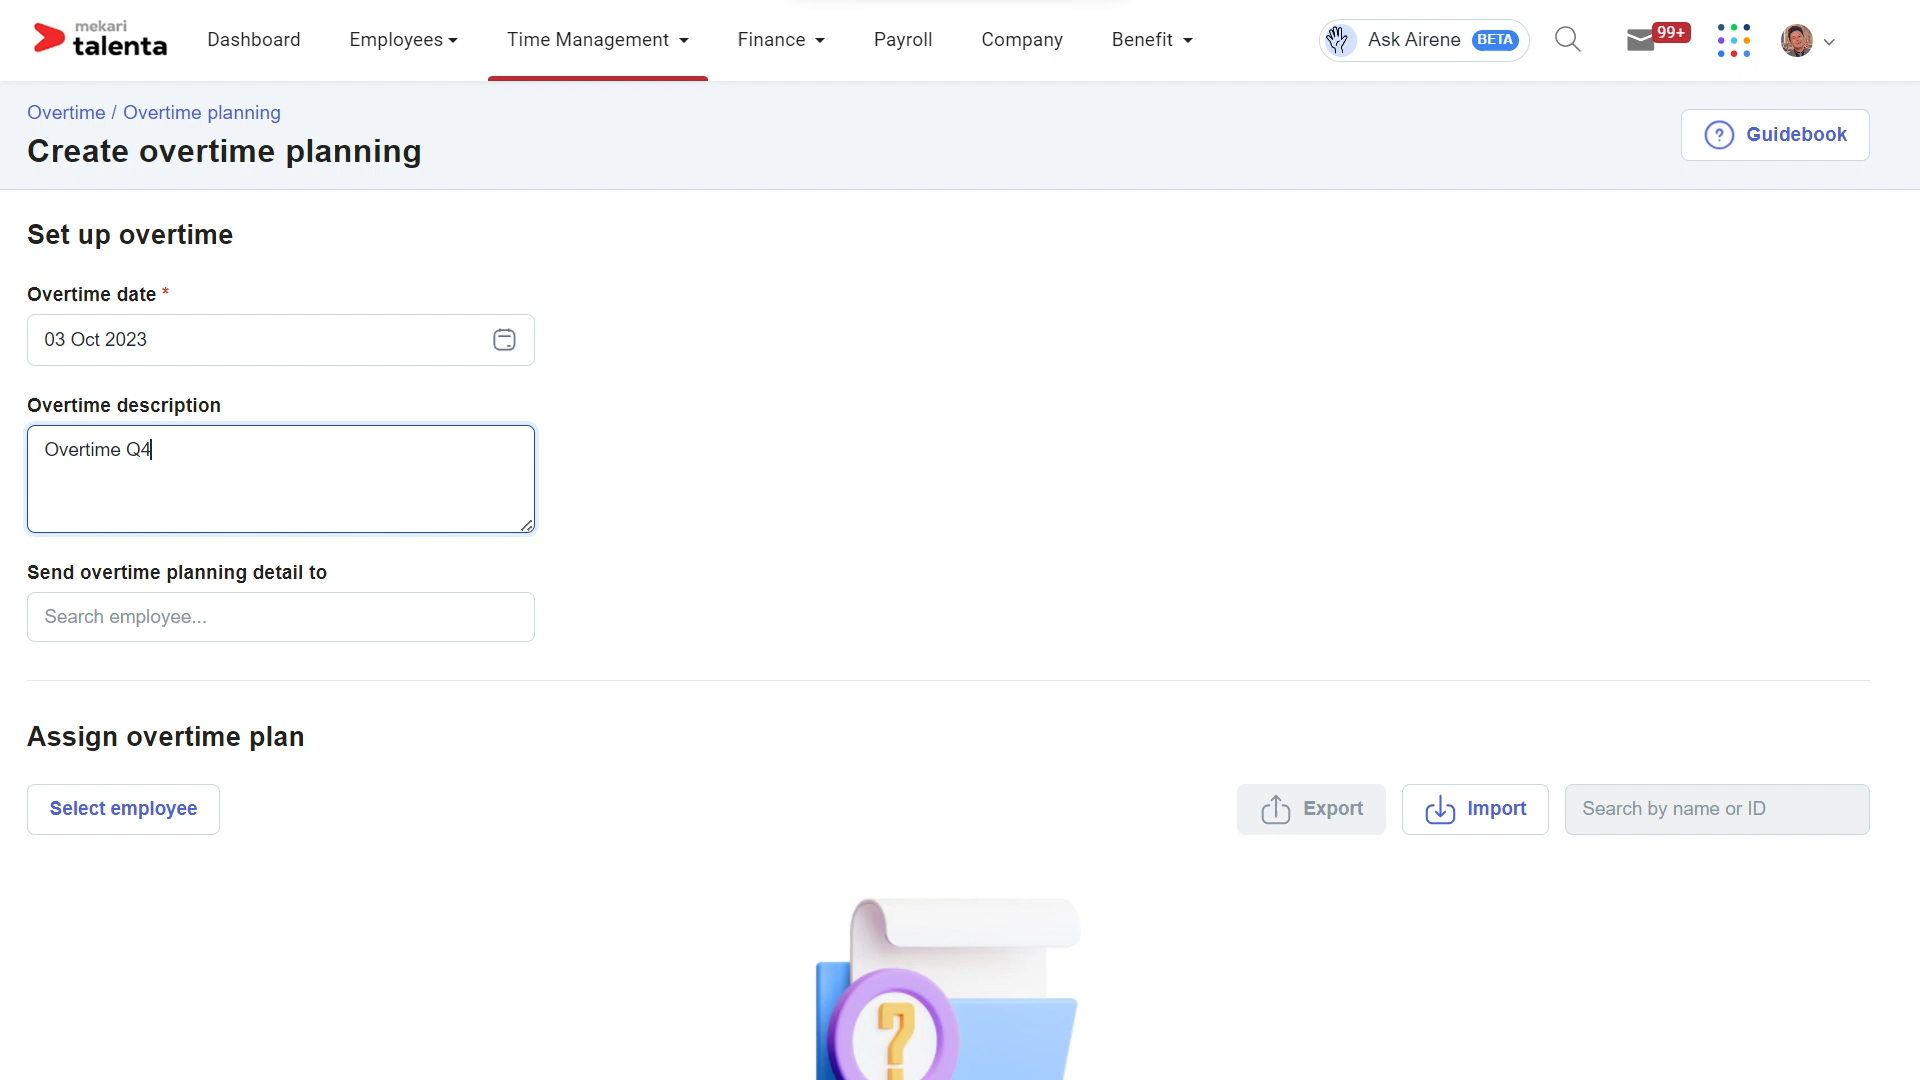 mekari
talenta
Dashboard
Employees
Time Management
Finance
Payroll
Company
Benefit
Ask Airene BETA
99+
Overtime / Overtime planning
Create overtime planning
? Guidebook
Set up overtime
Overtime date *
03 Oct 2023
Overtime description
Overtime Q4
Send overtime planning detail to
Search employee...
Assign overtime plan
Select employee
Export
Import
Search by name or ID
?